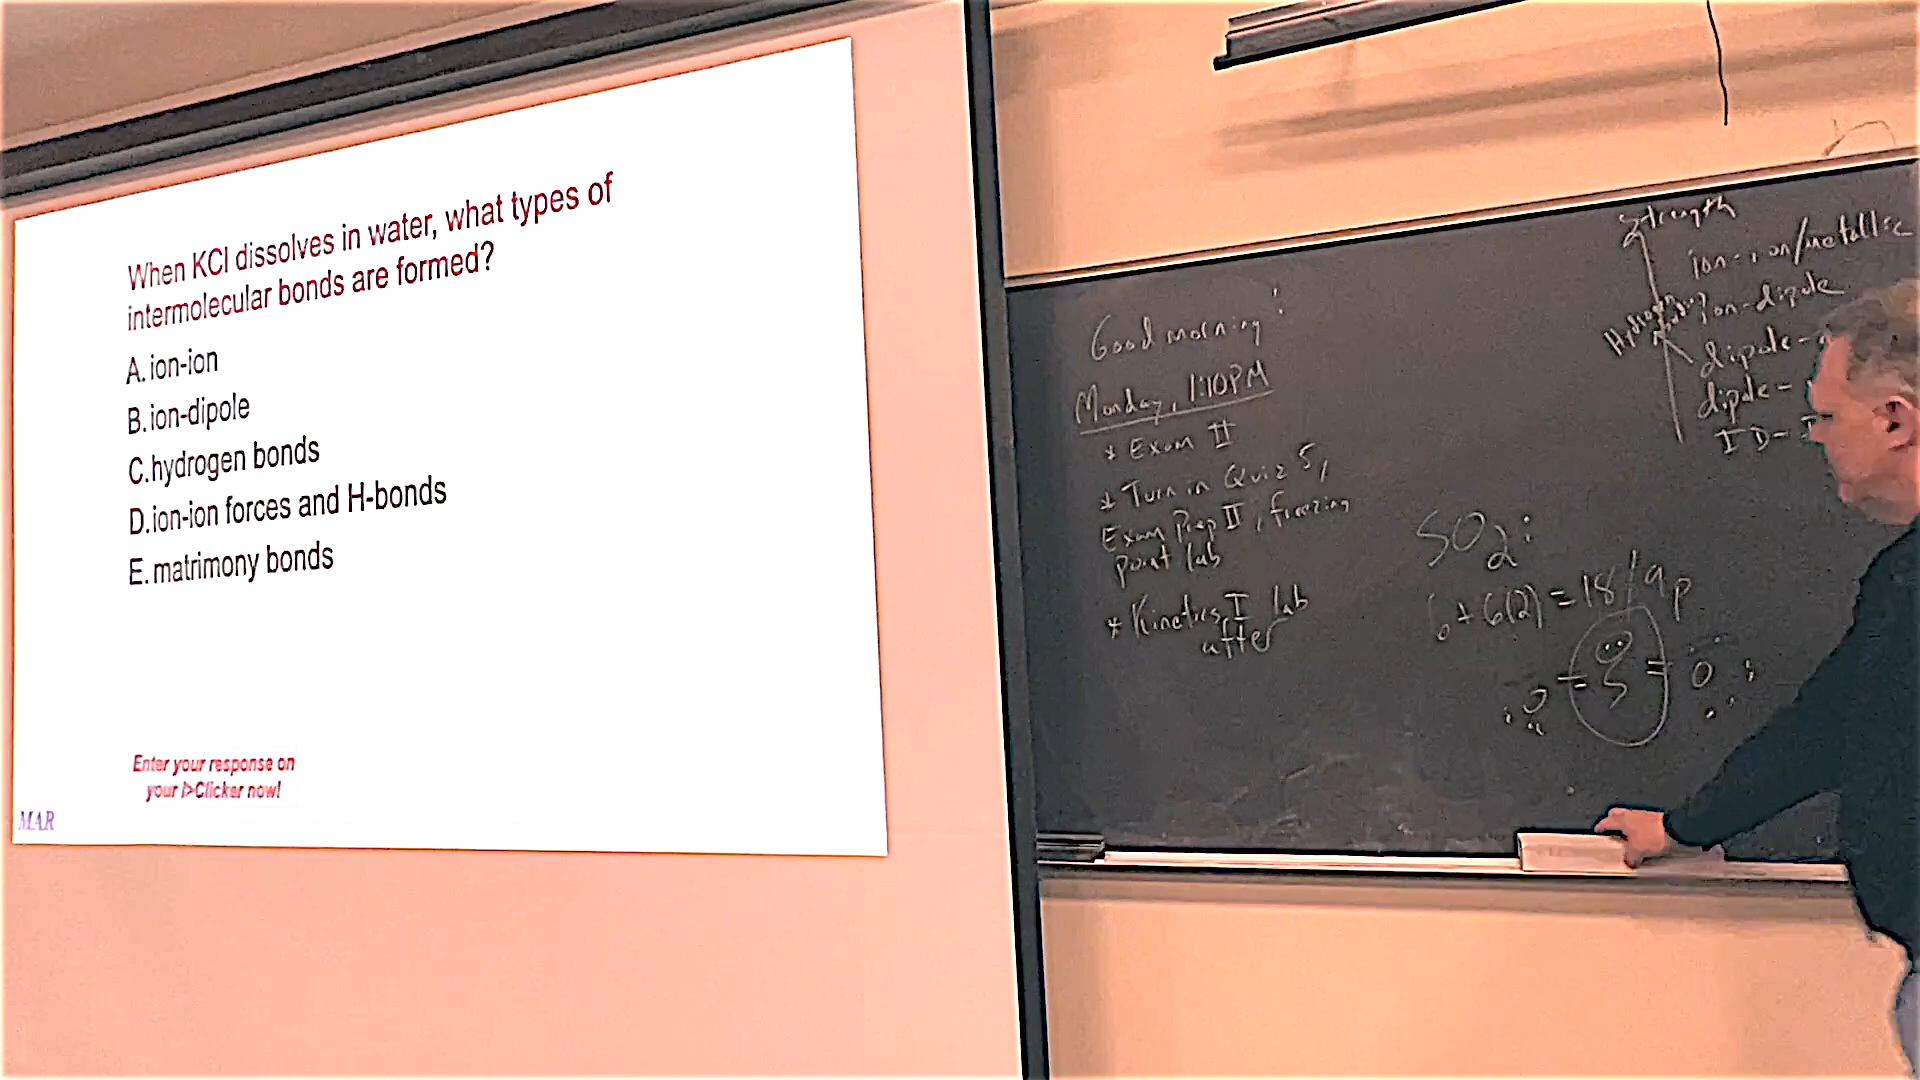 When KCl dissolves in water, what types of
intermolecular bonds are formed?
A. ion-ion
B. ion-dipole
C. hydrogen bonds
D. ion-ion forces and H-bonds
E. matrimony bonds
Enter your response on
your i>Clicker now!
MAR
Good morning!
Monday, 1:10PM
* Exam II
* Turn in Quiz 5,
Exam Prep II, freezing
point lab
* Kinetics I lab
after
Strength
ion-ion/metallic
ion-dipole
Hydrogen
dipole-
dipole-
ID-
SO2:
6+6(2)=18/9p
O=S=O